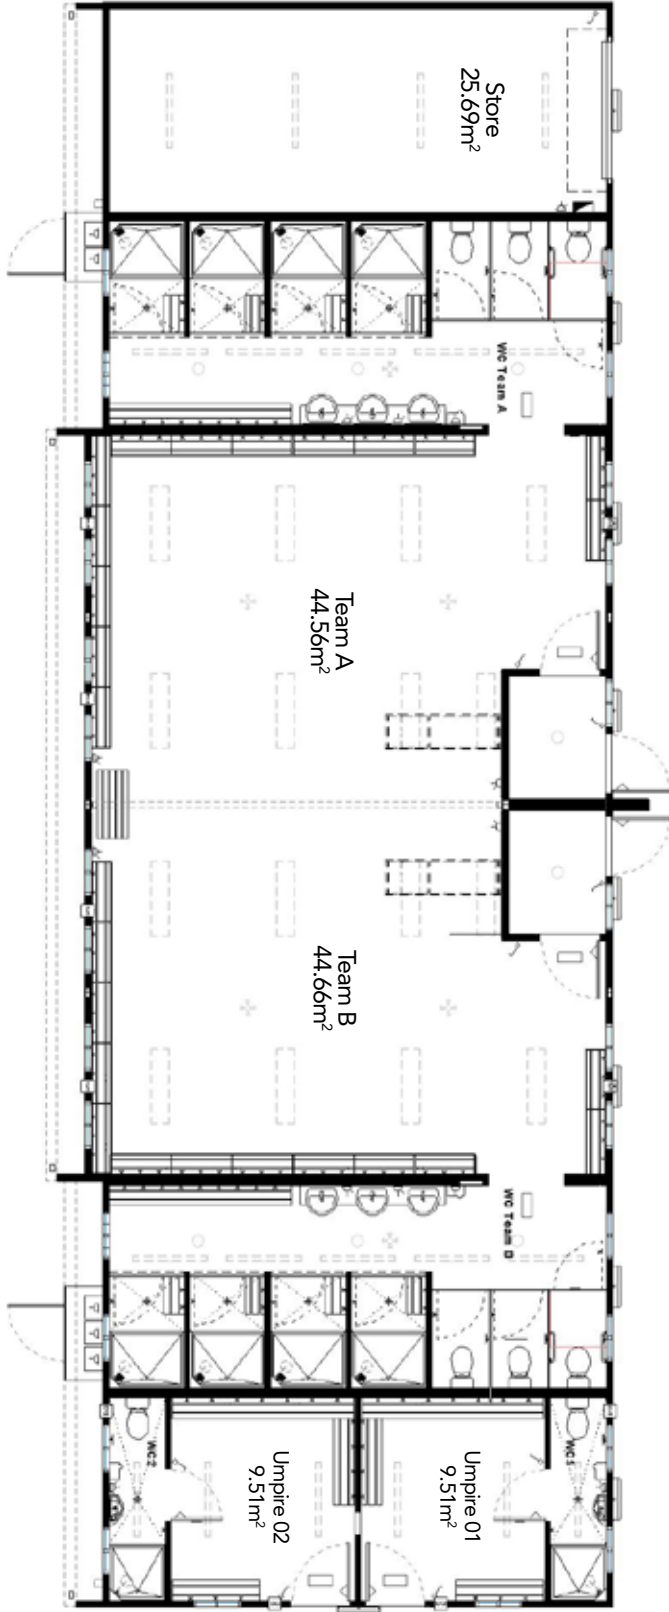 Store
25.69m²
WC Team A
Team A
44.56m²
Team B
44.66m²
WC Team B
WC 2
Umpire 02
9.51m²
Umpire 01
9.51m²
WC 1